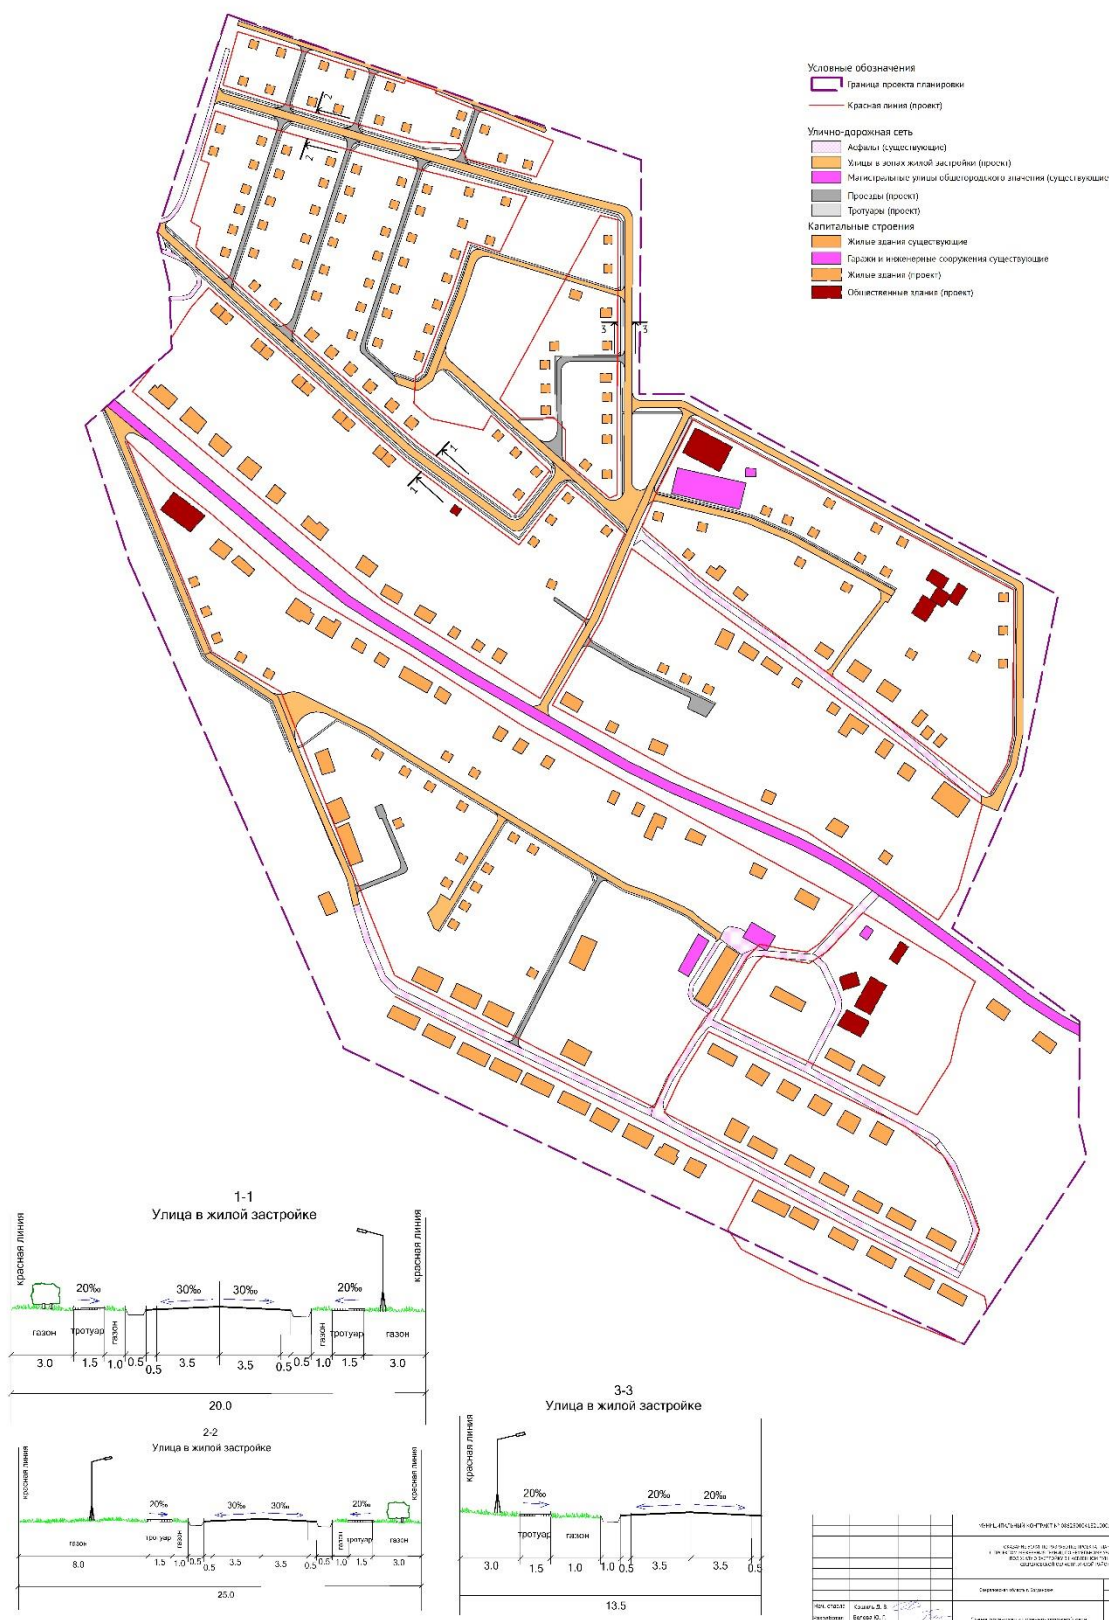 Условные обозначения
Граница проекта планировки
Красная линия (проект)
Улично-дорожная сеть
Асфальт (существующие)
Улицы в зонах жилой застройки (проект)
Магистральные улицы общегородского значения (существующие
Проезды (проект)
Тротуары (проект)
Капитальные строения
Жилые здания существующие
Гаражи и инженерные сооружения существующие
Жилые здания (проект)
Общественные здания (проект)
2
2
3
3
1
1
1-1
Улица в жилой застройке
красная линия
красная линия
20‰
30‰
30‰
20‰
газон
тротуар
газон
газон
тротуар
газон
3.0
1.5
1.0
0.5
0.5
3.5
3.5
0.5
0.5
1.0
1.5
3.0
20.0
2-2
Улица в жилой застройке
красная линия
красная линия
20‰
30‰
30‰
20‰
газон
тротуар
газон
газон
тротуар
газон
8.0
1.5
1.0
0.5
0.5
3.5
3.5
0.5
0.5
1.0
1.5
3.0
25.0
3-3
Улица в жилой застройке
красная линия
20‰
20‰
20‰
тротуар
газон
3.0
1.5
1.0
1.0
0.5
3.5
3.5
0.5
13.5